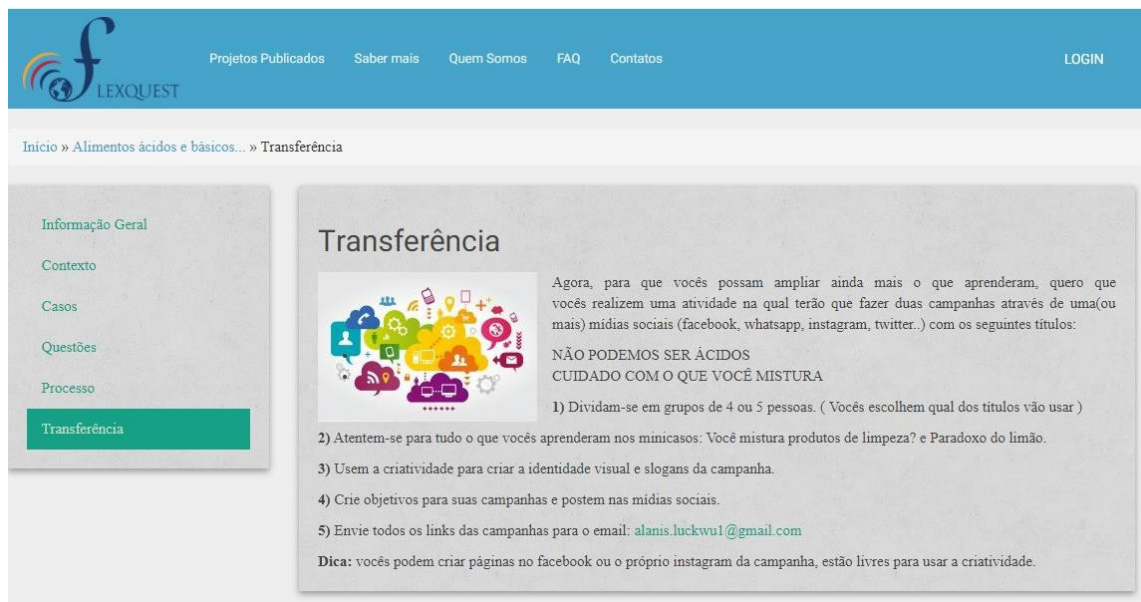 fLEXQUEST
Projetos Publicados Saber mais Quem Somos FAQ Contatos LOGIN
Início » Alimentos ácidos e básicos... » Transferência
Informação Geral
Contexto
Casos
Questões
Processo
Transferência
Transferência
Agora, para que vocês possam ampliar ainda mais o que aprenderam, quero que
vocês realizem uma atividade na qual terão que fazer duas campanhas através de uma(ou
mais) mídias sociais (facebook, whatsapp, instagram, twitter..) com os seguintes títulos:
NÃO PODEMOS SER ÁCIDOS
CUIDADO COM O QUE VOCÊ MISTURA
1) Dividam-se em grupos de 4 ou 5 pessoas. ( Vocês escolhem qual dos títulos vão usar )
2) Atentem-se para tudo o que vocês aprenderam nos minicasos: Você mistura produtos de limpeza? e Paradoxo do limão.
3) Usem a criatividade para criar a identidade visual e slogans da campanha.
4) Crie objetivos para suas campanhas e postem nas mídias sociais.
5) Envie todos os links das campanhas para o email: alanis.luckwu1@gmail.com
Dica: vocês podem criar páginas no facebook ou o próprio instagram da campanha, estão livres para usar a criatividade.